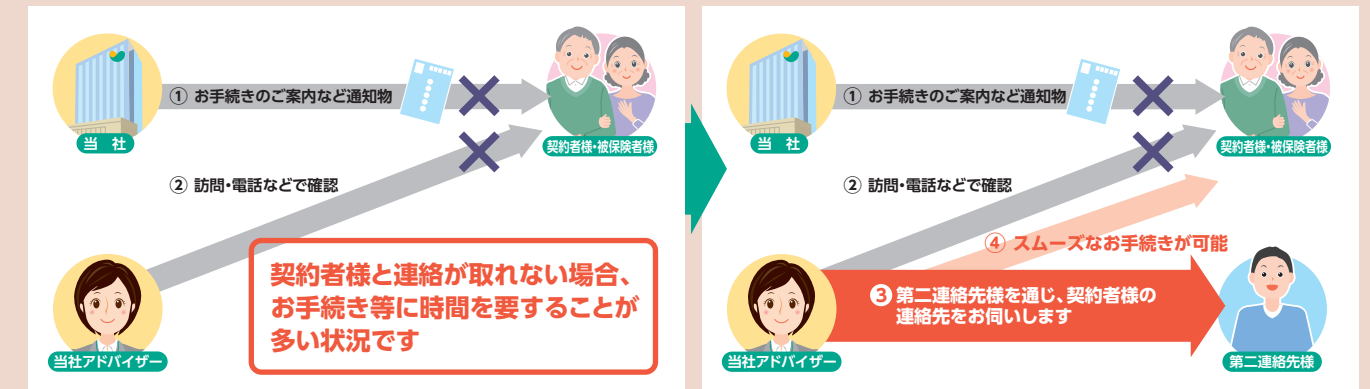 ① お手続きのご案内など通知物
当 社
契約者様・被保険者様
② 訪問・電話などで確認
契約者様と連絡が取れない場合、
お手続き等に時間を要することが
多い状況です
当社アドバイザー
① お手続きのご案内など通知物
当 社
契約者様・被保険者様
② 訪問・電話などで確認
④ スムーズなお手続きが可能
❸ 第二連絡先様を通じ、契約者様の
連絡先をお伺いします
当社アドバイザー
第二連絡先様